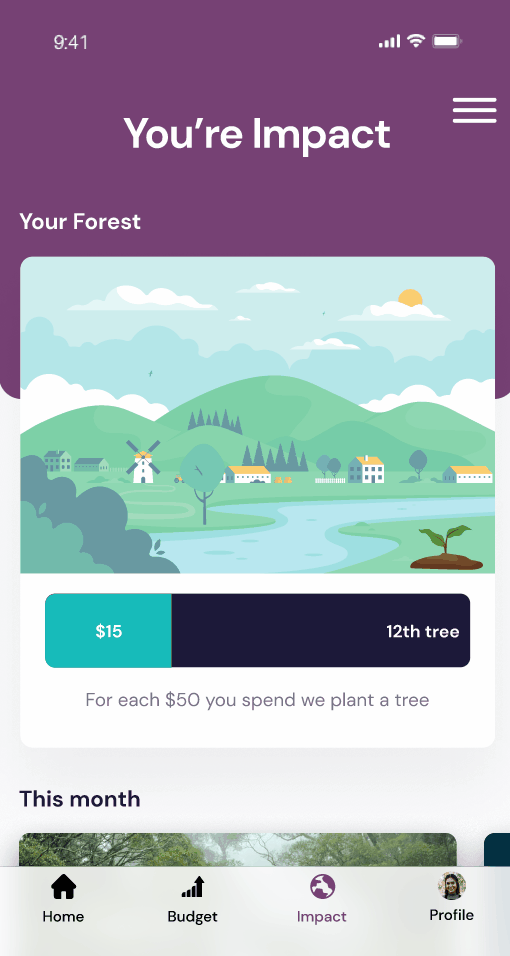 9:41
You’re Impact
Your Forest
$15
12th tree
For each $50 you spend we plant a tree
This month
Home
Budget
Impact
Profile